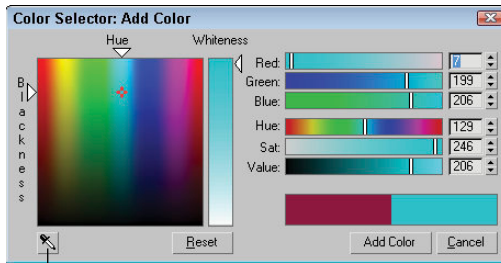 Color Selector: Add Color
Hue
Whiteness
Blackness
Red: 7
Green: 199
Blue: 206
Hue: 129
Sat: 246
Value: 206
Reset
Add Color
Cancel